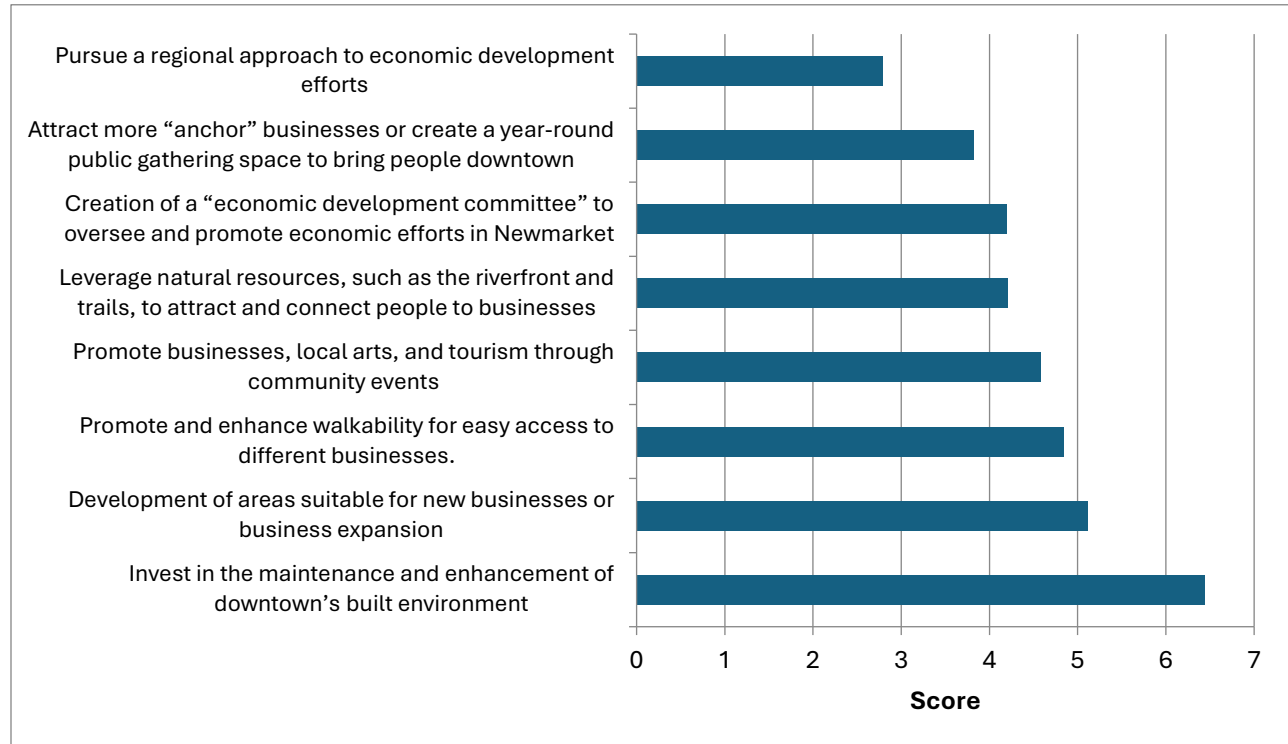 Pursue a regional approach to economic development
efforts
Attract more “anchor” businesses or create a year-round
public gathering space to bring people downtown
Creation of a “economic development committee” to
oversee and promote economic efforts in Newmarket
Leverage natural resources, such as the riverfront and
trails, to attract and connect people to businesses
Promote businesses, local arts, and tourism through
community events
Promote and enhance walkability for easy access to
different businesses.
Development of areas suitable for new businesses or
business expansion
Invest in the maintenance and enhancement of
downtown’s built environment
0 1 2 3 4 5 6 7
Score